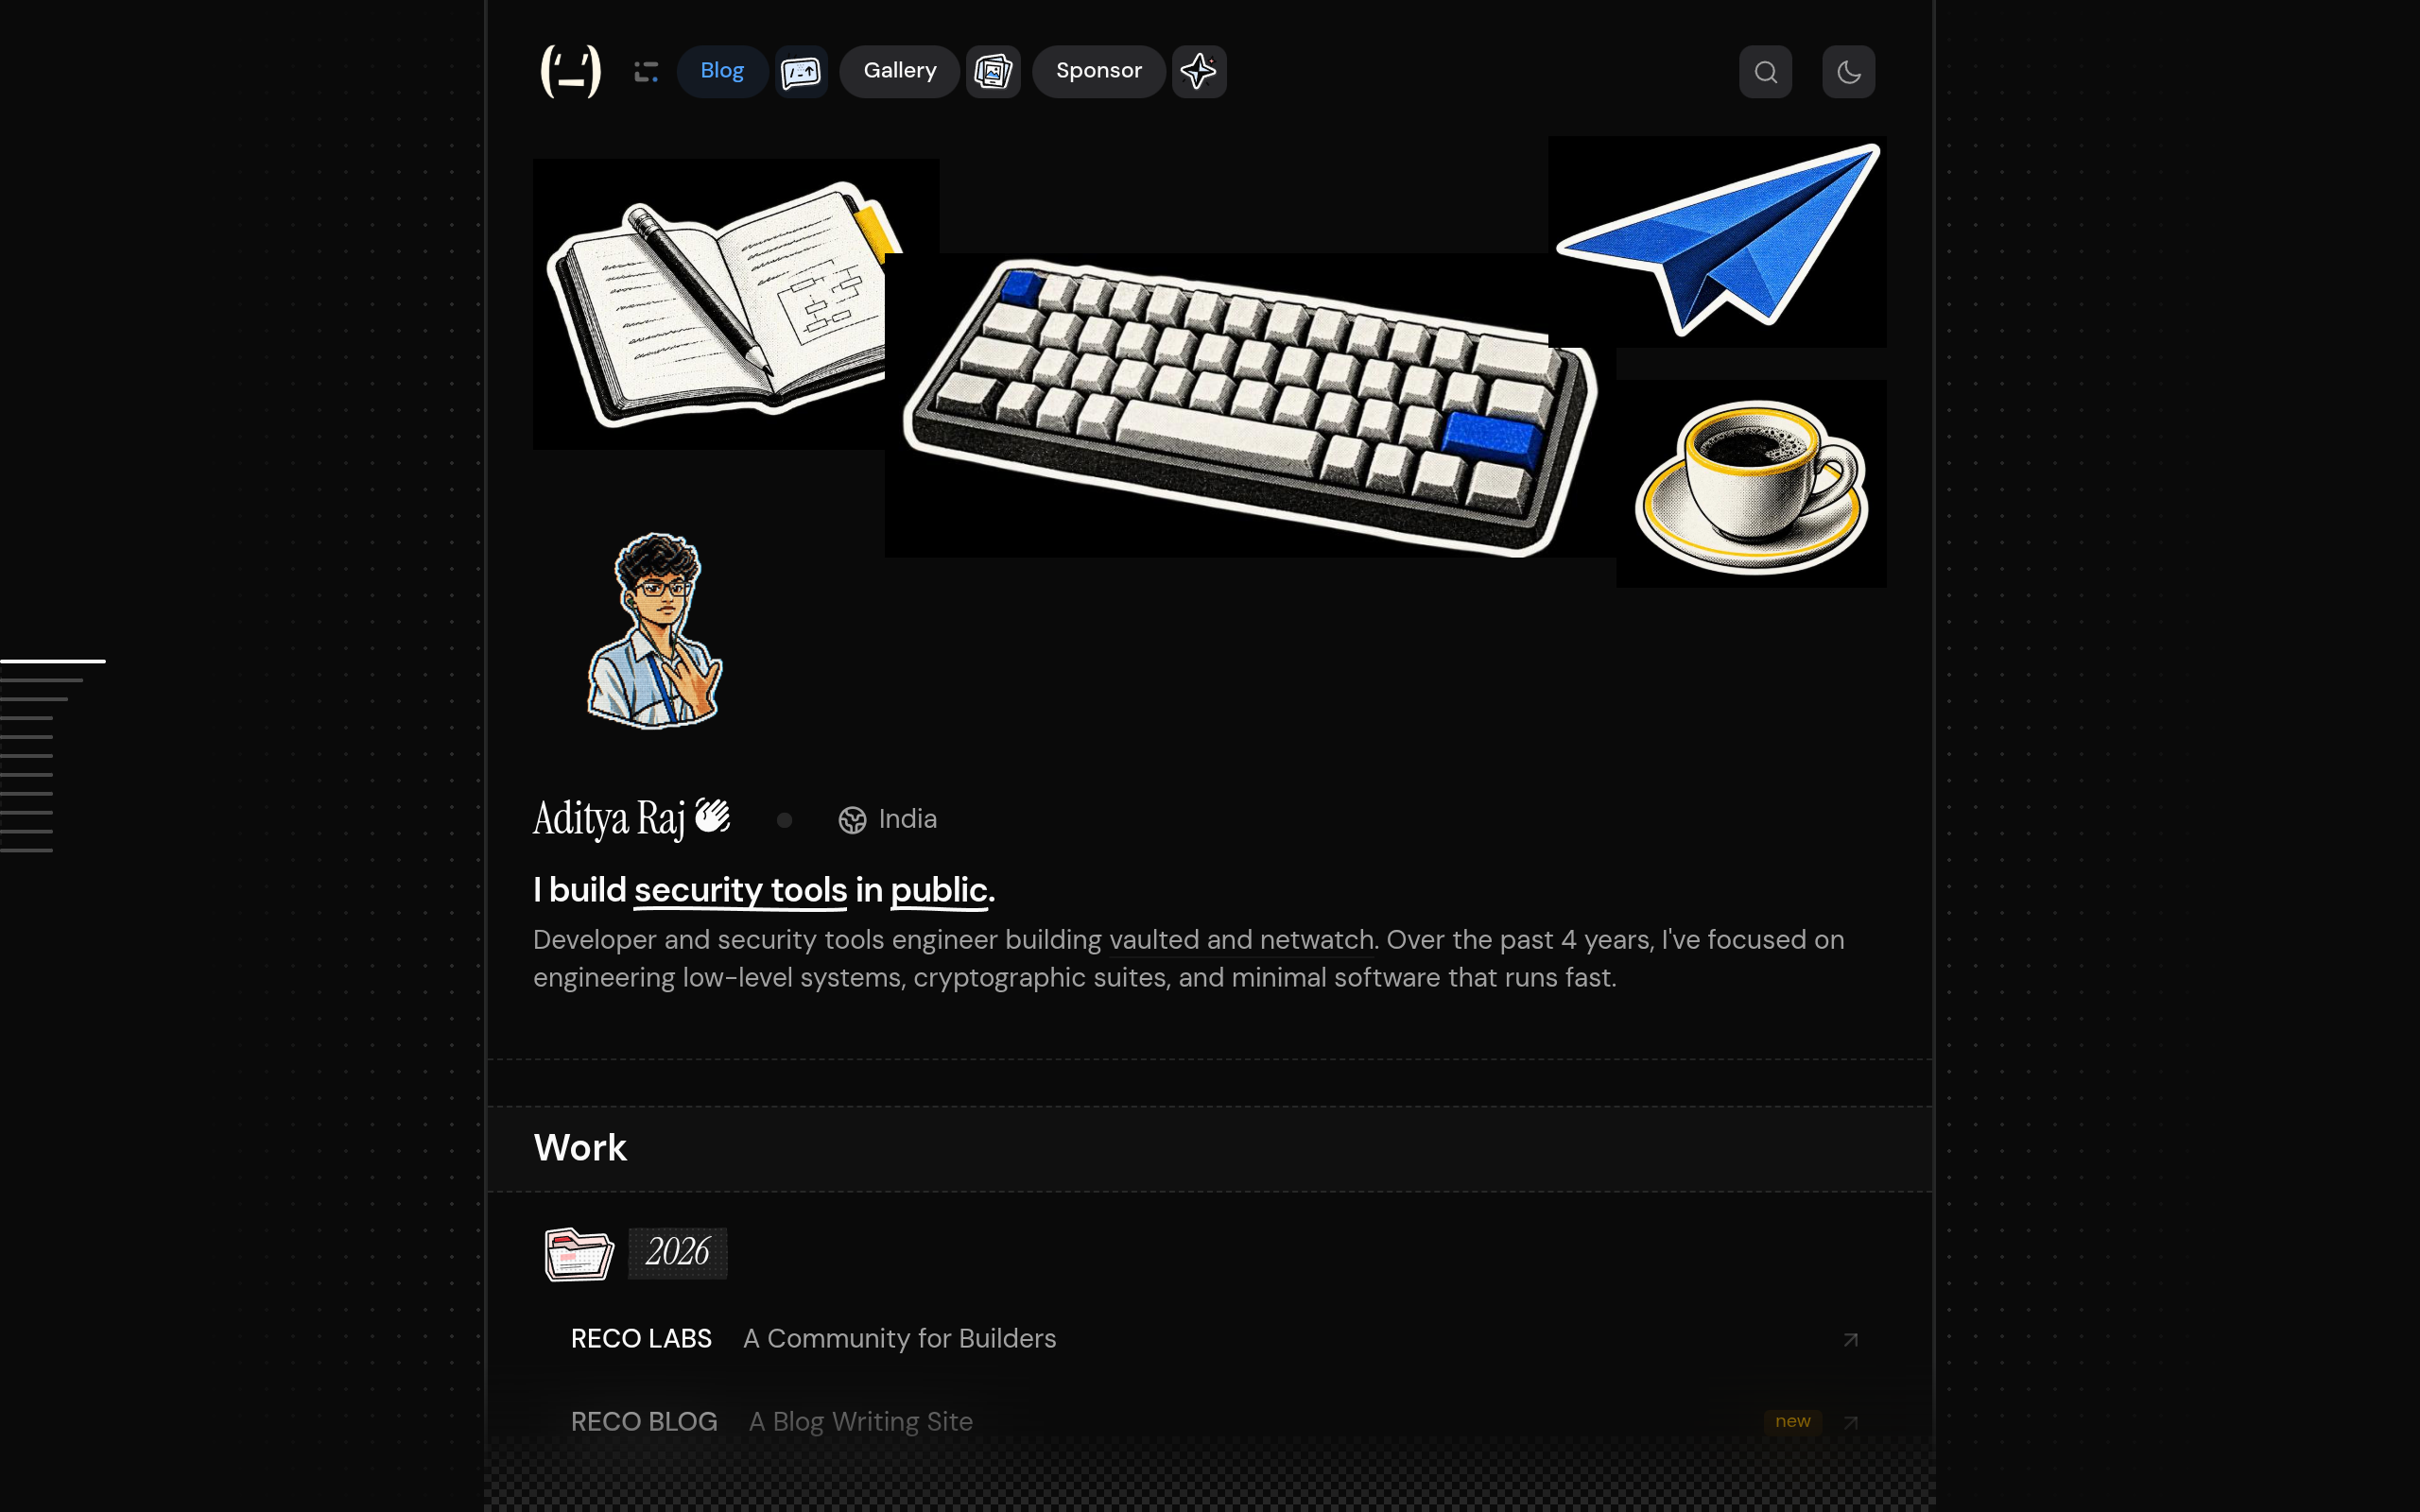 Blog Gallery Sponsor
Aditya Raj India
I build security tools in public.
Developer and security tools engineer building vaulted and netwatch. Over the past 4 years, I've focused on
engineering low-level systems, cryptographic suites, and minimal software that runs fast.
Work
2026
RECO LABS A Community for Builders
RECO BLOG A Blog Writing Site new